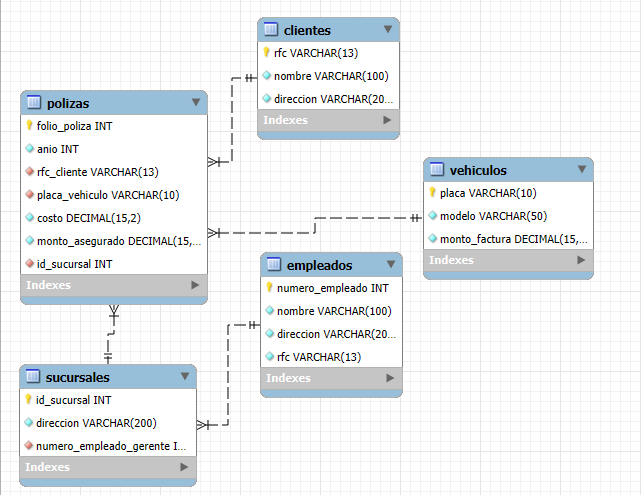 clientes
rfc VARCHAR(13)
nombre VARCHAR(100)
direccion VARCHAR(20...
Indexes
polizas
folio_poliza INT
anio INT
rfc_cliente VARCHAR(13)
placa_vehiculo VARCHAR(10)
costo DECIMAL(15,2)
monto_asegurado DECIMAL(15,...
id_sucursal INT
Indexes
vehiculos
placa VARCHAR(10)
modelo VARCHAR(50)
monto_factura DECIMAL(15,...
Indexes
empleados
numero_empleado INT
nombre VARCHAR(100)
direccion VARCHAR(20...
rfc VARCHAR(13)
Indexes
sucursales
id_sucursal INT
direccion VARCHAR(200)
numero_empleado_gerente I...
Indexes